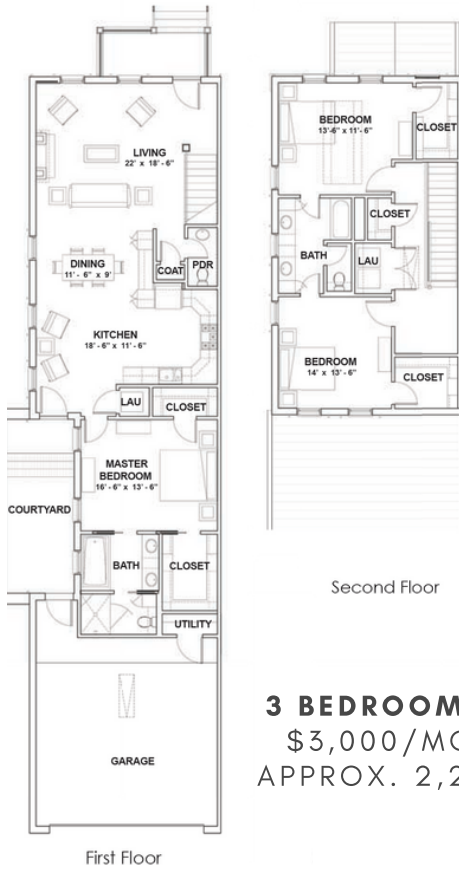 LIVING
22' x 18'-6"
DINING
11'-6" x 9'
COAT
PDR
KITCHEN
18'-6" x 11'-6"
LAU
CLOSET
MASTER
BEDROOM
16'-6" x 13'-6"
COURTYARD
BATH
CLOSET
UTILITY
GARAGE
First Floor
BEDROOM
13'-6" x 11'-6"
CLOSET
CLOSET
BATH
LAU
BEDROOM
14' x 13'-6"
CLOSET
Second Floor
3 BEDROOM
$3,000/MO
APPROX. 2,2